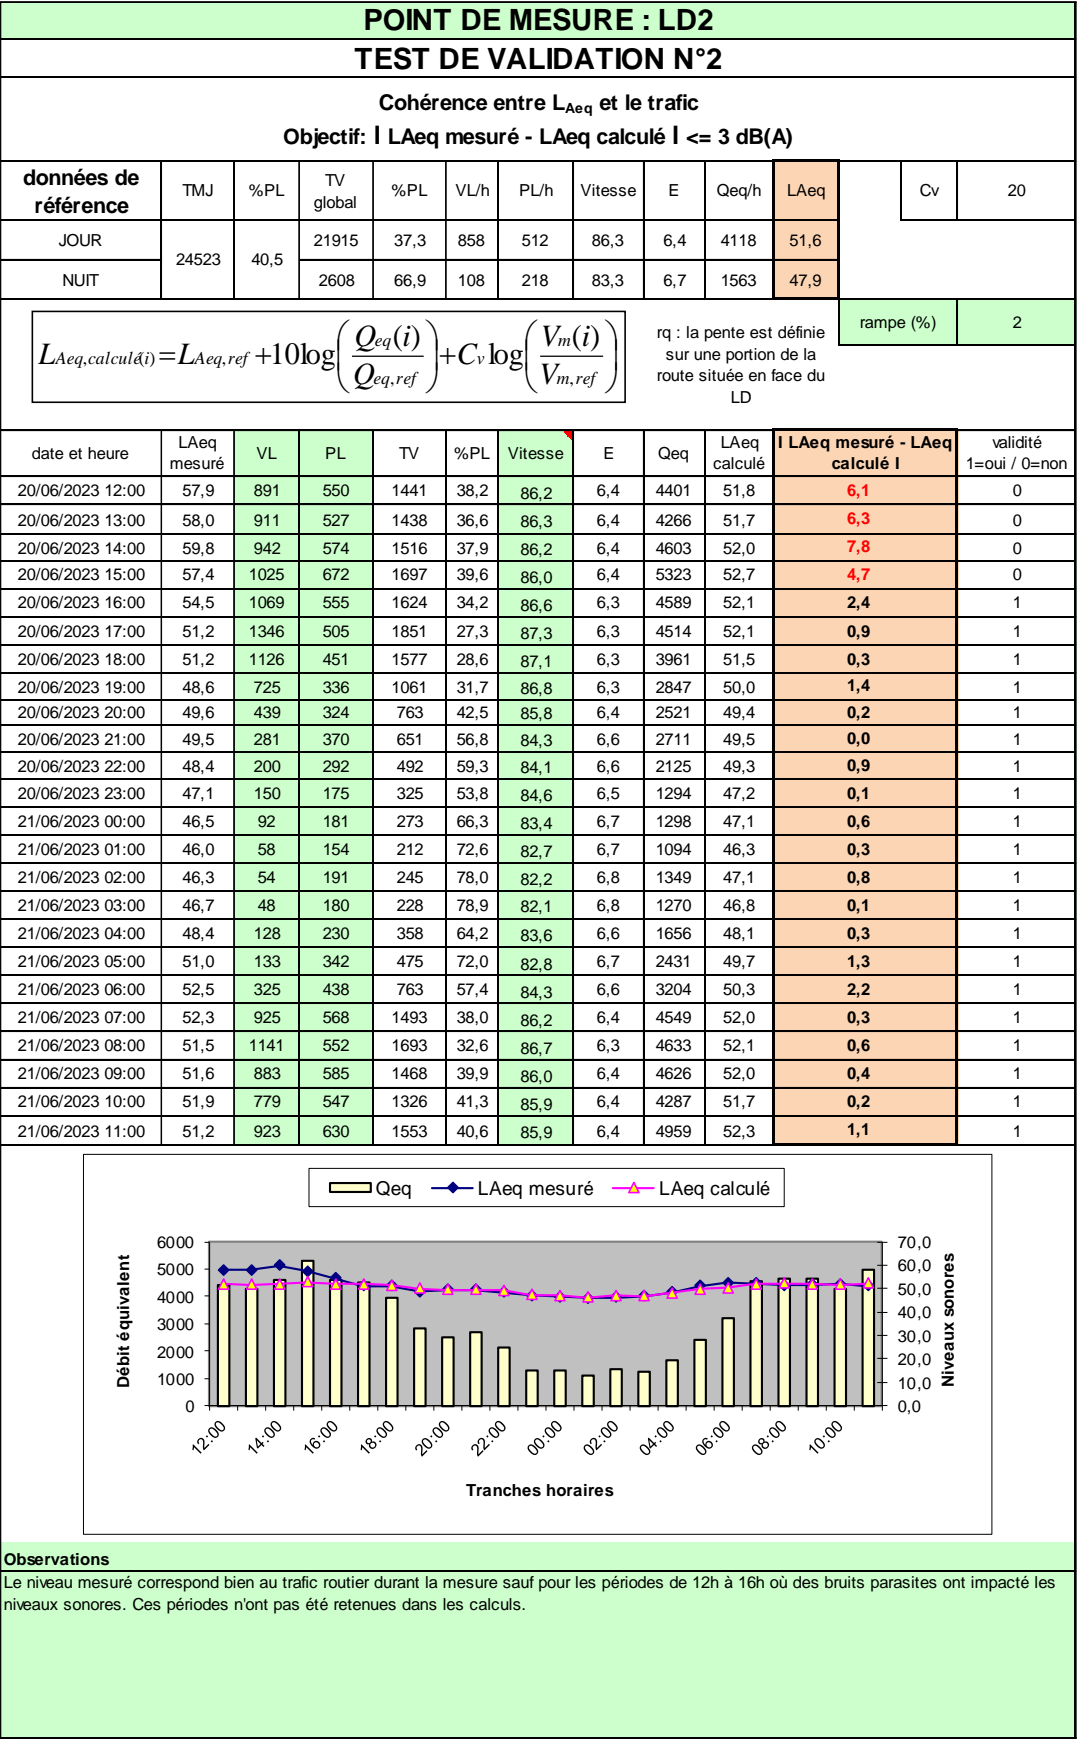 POINT DE MESURE : LD2
TEST DE VALIDATION N°2
Cohérence entre LAeq et le trafic
Objectif: I LAeq mesuré - LAeq calculé I <= 3 dB(A)
données de référence TMJ %PL TV global %PL VL/h PL/h Vitesse E Qeq/h LAeq Cv 20
JOUR 24523 40,5 21915 37,3 858 512 86,3 6,4 4118 51,6
NUIT 2608 66,9 108 218 83,3 6,7 1563 47,9
rampe (%) 2
L Aeq,calculé(i) = L Aeq,ref + 10log( Qeq(i) / Qeq,ref ) + Cv log( Vm(i) / Vm,ref )
rq : la pente est définie
sur une portion de la
route située en face du
LD
date et heure LAeq mesuré VL PL TV %PL Vitesse E Qeq LAeq calculé I LAeq mesuré - LAeq calculé I validité 1=oui / 0=non
20/06/2023 12:00 57,9 891 550 1441 38,2 86,2 6,4 4401 51,8 6,1 0
20/06/2023 13:00 58,0 911 527 1438 36,6 86,3 6,4 4266 51,7 6,3 0
20/06/2023 14:00 59,8 942 574 1516 37,9 86,2 6,4 4603 52,0 7,8 0
20/06/2023 15:00 57,4 1025 672 1697 39,6 86,0 6,4 5323 52,7 4,7 0
20/06/2023 16:00 54,5 1069 555 1624 34,2 86,6 6,3 4589 52,1 2,4 1
20/06/2023 17:00 51,2 1346 505 1851 27,3 87,3 6,3 4514 52,1 0,9 1
20/06/2023 18:00 51,2 1126 451 1577 28,6 87,1 6,3 3961 51,5 0,3 1
20/06/2023 19:00 48,6 725 336 1061 31,7 86,8 6,3 2847 50,0 1,4 1
20/06/2023 20:00 49,6 439 324 763 42,5 85,8 6,4 2521 49,4 0,2 1
20/06/2023 21:00 49,5 281 370 651 56,8 84,3 6,6 2711 49,5 0,0 1
20/06/2023 22:00 48,4 200 292 492 59,3 84,1 6,6 2125 49,3 0,9 1
20/06/2023 23:00 47,1 150 175 325 53,8 84,6 6,5 1294 47,2 0,1 1
21/06/2023 00:00 46,5 92 181 273 66,3 83,4 6,7 1298 47,1 0,6 1
21/06/2023 01:00 46,0 58 154 212 72,6 82,7 6,7 1094 46,3 0,3 1
21/06/2023 02:00 46,3 54 191 245 78,0 82,2 6,8 1349 47,1 0,8 1
21/06/2023 03:00 46,7 48 180 228 78,9 82,1 6,8 1270 46,8 0,1 1
21/06/2023 04:00 48,4 128 230 358 64,2 83,6 6,6 1656 48,1 0,3 1
21/06/2023 05:00 51,0 133 342 475 72,0 82,8 6,7 2431 49,7 1,3 1
21/06/2023 06:00 52,5 325 438 763 57,4 84,3 6,6 3204 50,3 2,2 1
21/06/2023 07:00 52,3 925 568 1493 38,0 86,2 6,4 4549 52,0 0,3 1
21/06/2023 08:00 51,5 1141 552 1693 32,6 86,7 6,3 4633 52,1 0,6 1
21/06/2023 09:00 51,6 883 585 1468 39,9 86,0 6,4 4626 52,0 0,4 1
21/06/2023 10:00 51,9 779 547 1326 41,3 85,9 6,4 4287 51,7 0,2 1
21/06/2023 11:00 51,2 923 630 1553 40,6 85,9 6,4 4959 52,3 1,1 1
Qeq LAeq mesuré LAeq calculé
6000 70,0
5000 60,0
4000 50,0
3000 40,0
2000 30,0
1000 20,0
0 10,0
0,0
Débit équivalent
Niveaux sonores
12:00 14:00 16:00 18:00 20:00 22:00 00:00 02:00 04:00 06:00 08:00 10:00
Tranches horaires
Observations
Le niveau mesuré correspond bien au trafic routier durant la mesure sauf pour les périodes de 12h à 16h où des bruits parasites ont impacté les
niveaux sonores. Ces périodes n'ont pas été retenues dans les calculs.